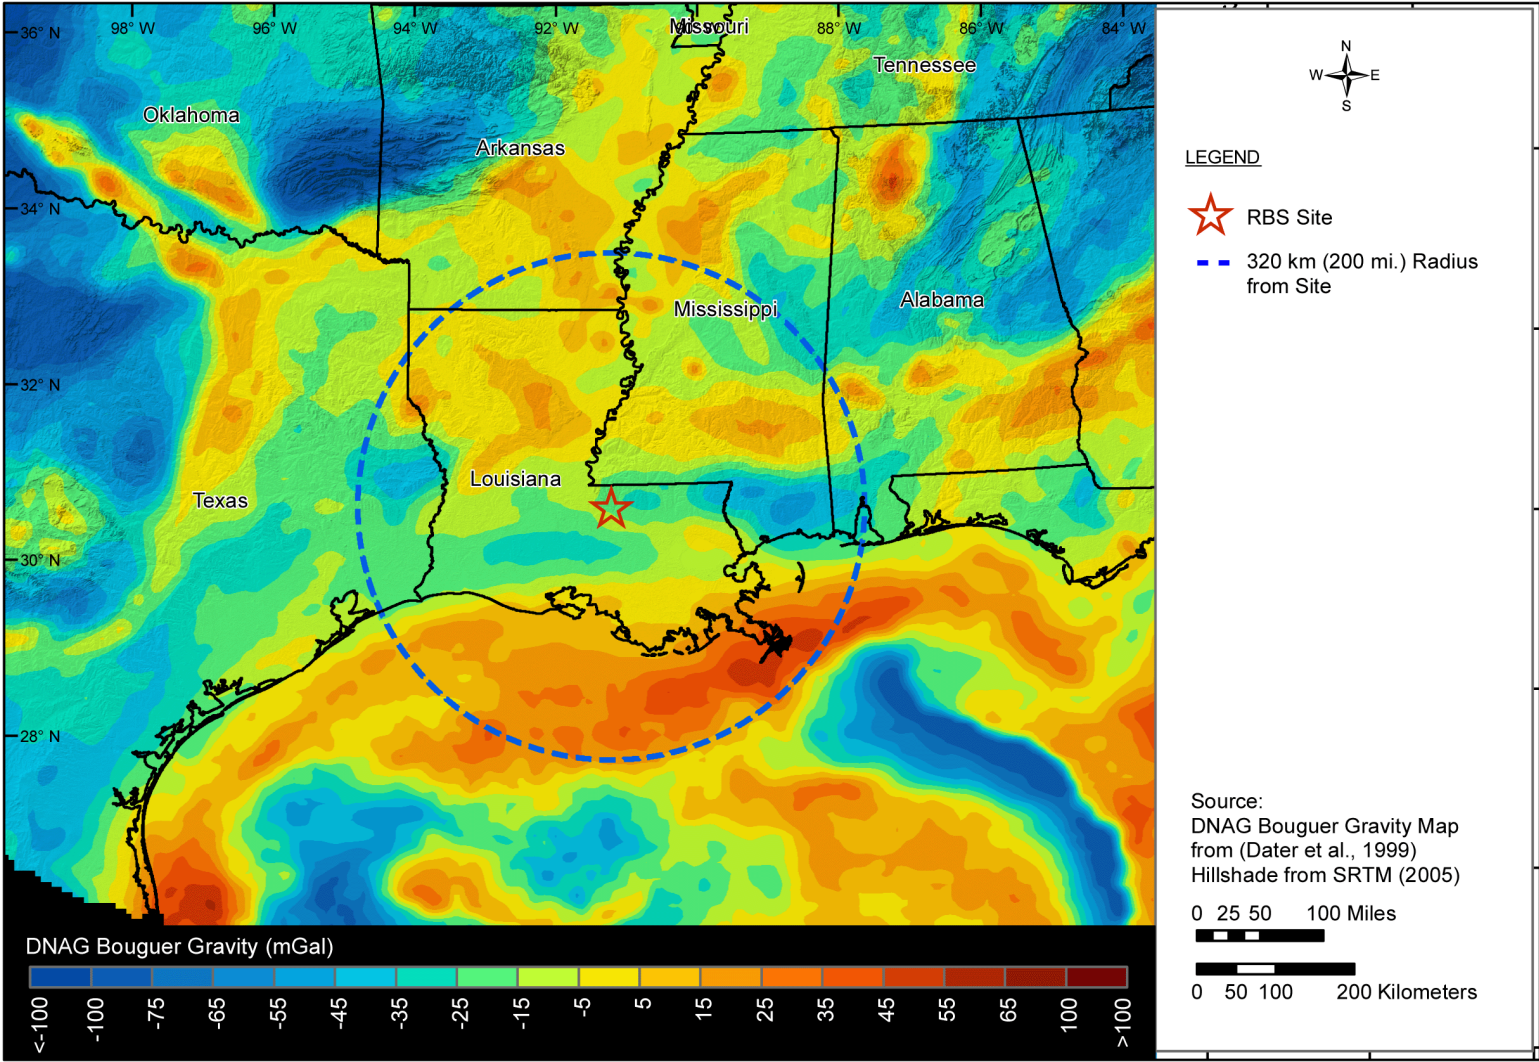 98° W 96° W 94° W 92° W 88° W 86° W 84° W
Missouri
36° N
Tennessee
Oklahoma
Arkansas
34° N
Alabama
Mississippi
32° N
Louisiana
Texas
30° N
28° N
DNAG Bouguer Gravity (mGal)
<-100 -100 -75 -65 -55 -45 -35 -25 -15 -5 5 15 25 35 45 55 65 100 >100
N
W E
S
LEGEND
RBS Site
320 km (200 mi.) Radius
from Site
Source:
DNAG Bouguer Gravity Map
from (Dater et al., 1999)
Hillshade from SRTM (2005)
0 25 50 100 Miles
0 50 100 200 Kilometers